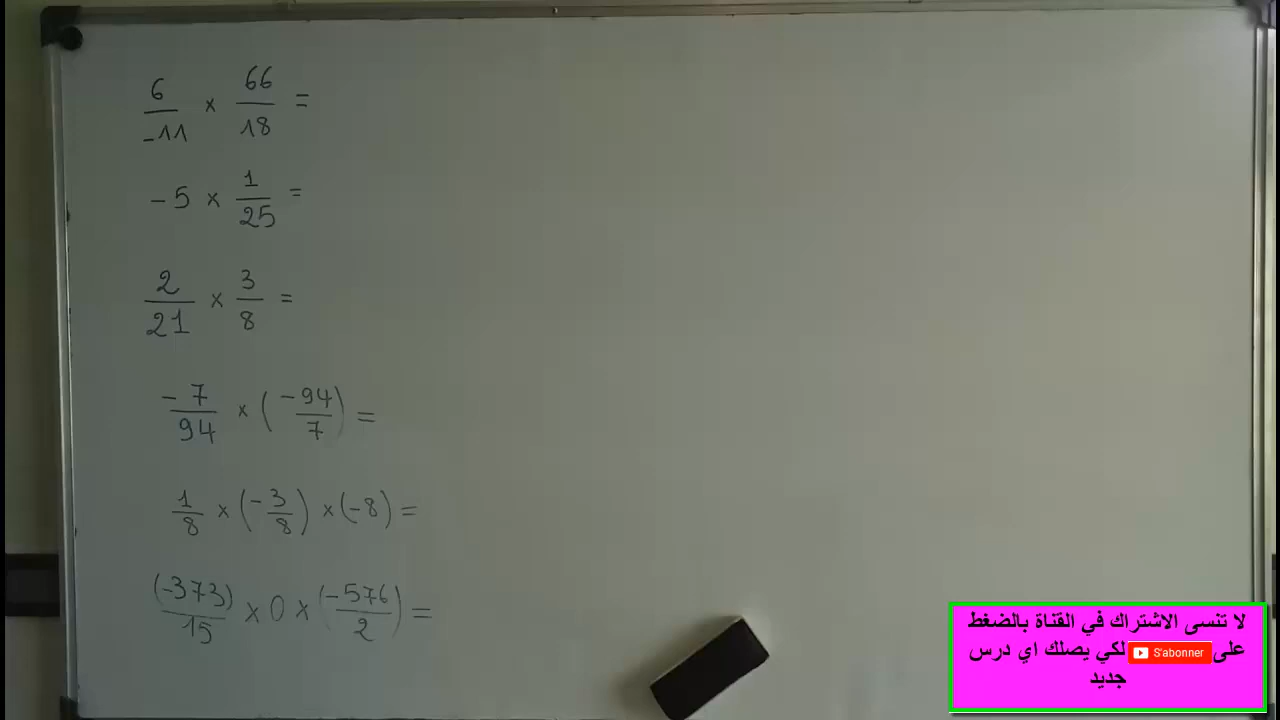 6/-11 × 66/18 =
-5 × 1/25 =
2/21 × 3/8 =
-7/94 × (-94/7) =
1/8 × (-3/8) × (-8) =
(-373)/15 × 0 × (-576/2) =
لا تنسى الاشتراك في القناة بالضغط
على S'abonner لكي يصلك اي درس
جديد